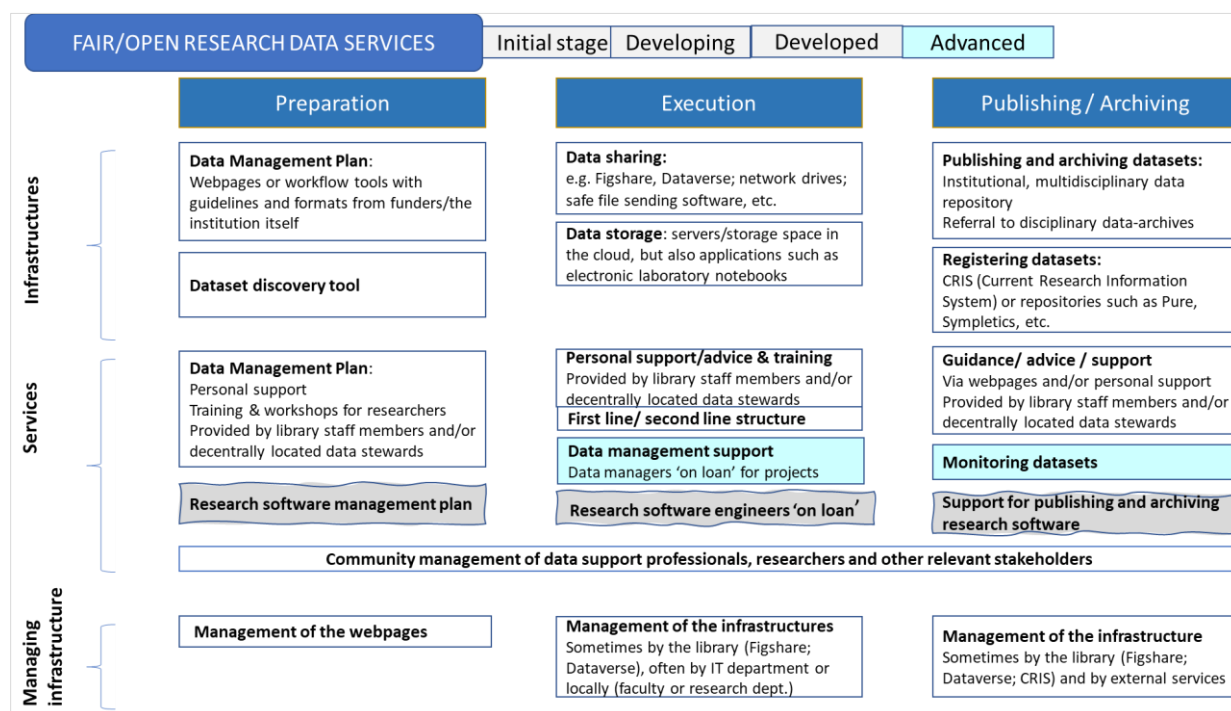 FAIR/OPEN RESEARCH DATA SERVICES
Initial stage
Developing
Developed
Advanced
Preparation
Execution
Publishing / Archiving
Infrastructures
Data Management Plan:
Webpages or workflow tools with
guidelines and formats from funders/the
institution itself
Dataset discovery tool
Data sharing:
e.g. Figshare, Dataverse; network drives;
safe file sending software, etc.
Data storage: servers/storage space in
the cloud, but also applications such as
electronic laboratory notebooks
Publishing and archiving datasets:
Institutional, multidisciplinary data
repository
Referral to disciplinary data-archives
Registering datasets:
CRIS (Current Research Information
System) or repositories such as Pure,
Sympletics, etc.
Services
Data Management Plan:
Personal support
Training & workshops for researchers
Provided by library staff members and/or
decentrally located data stewards
Research software management plan
Personal support/advice & training
Provided by library staff members and/or
decentrally located data stewards
First line/ second line structure
Data management support
Data managers ‘on loan’ for projects
Research software engineers ‘on loan’
Guidance/ advice / support
Via webpages and/or personal support
Provided by library staff members and/or
decentrally located data stewards
Monitoring datasets
Support for publishing and archiving
research software
Community management of data support professionals, researchers and other relevant stakeholders
Managing
infrastructure
Management of the webpages
Management of the infrastructures
Sometimes by the library (Figshare;
Dataverse), often by IT department or
locally (faculty or research dept.)
Management of the infrastructure
Sometimes by the library (Figshare;
Dataverse; CRIS) and by external services